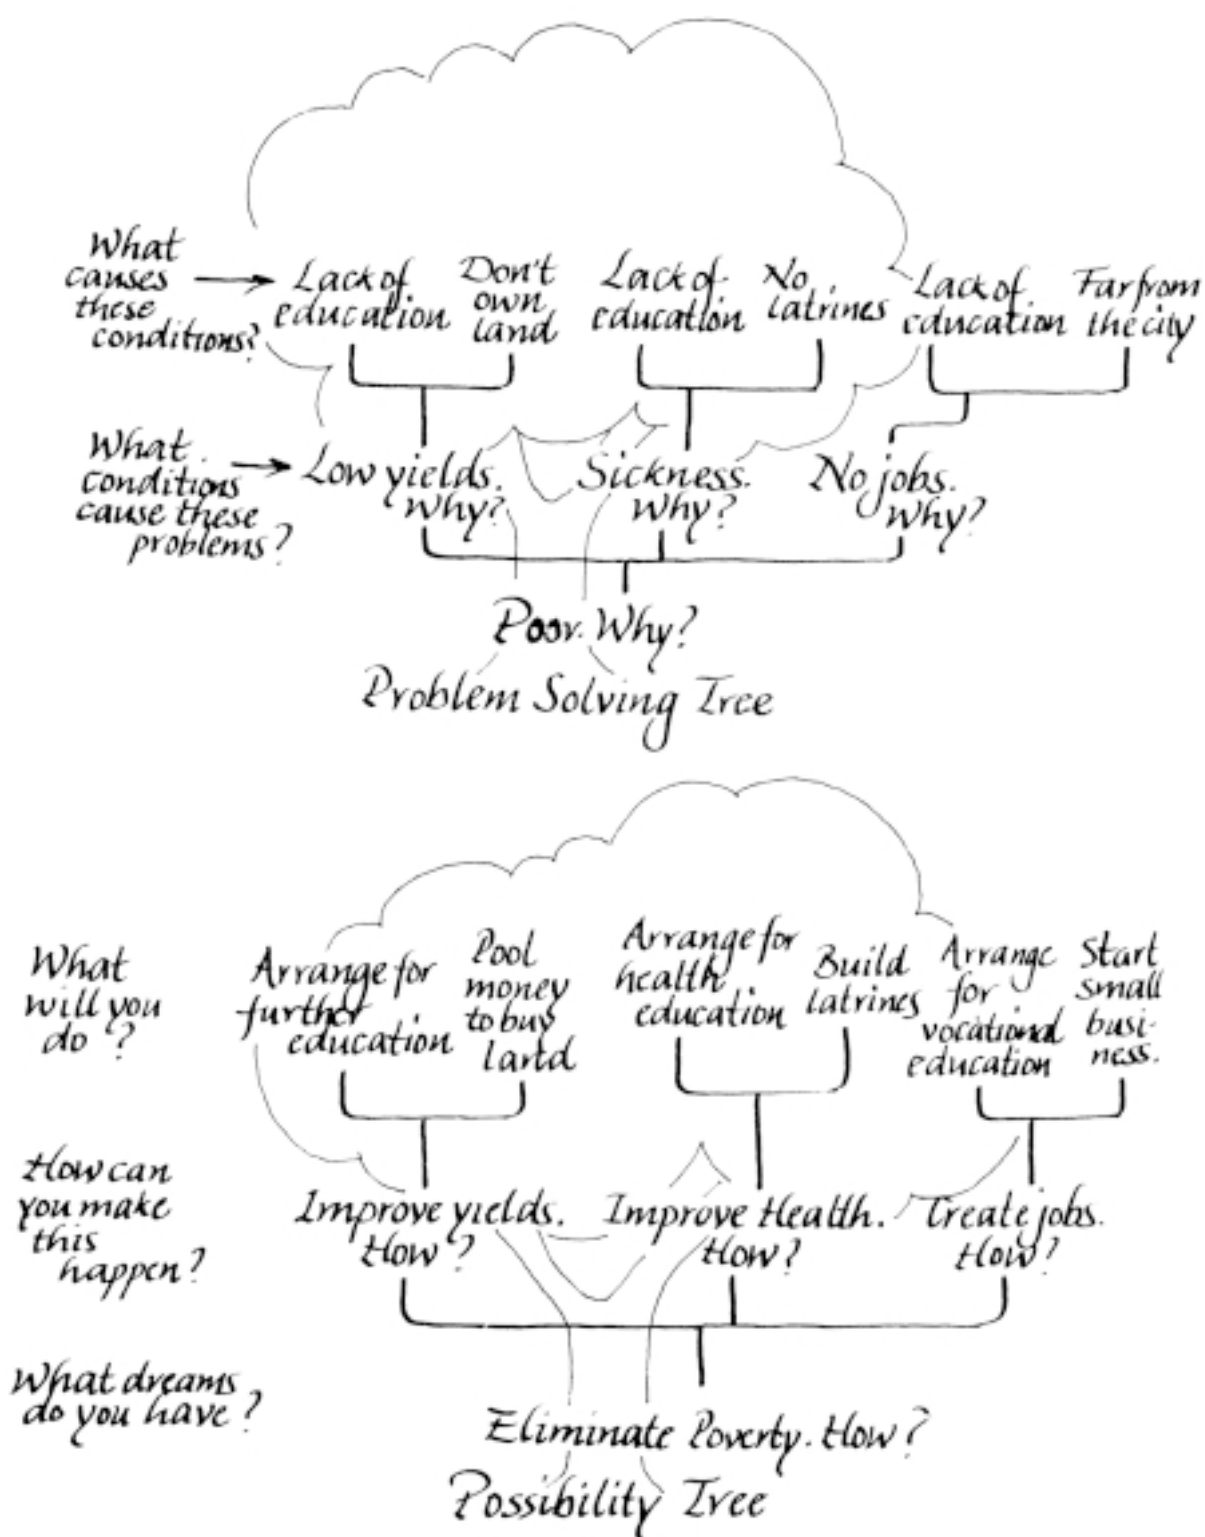 What
causes
these
conditions?
Lack of
education
Don't
own
land
Lack of
education
No
latrines
Lack of
education
Far from
the city
What
conditions
cause these
problems?
Low yields.
Why?
Sickness.
Why?
No jobs.
Why?
Poor. Why?
Problem Solving Tree
What
will you
do?
Arrange for
further
education
Pool
money
to buy
land
Arrange for
health
education
Build
latrines
Arrange
for
vocational
education
Start
small
busi-
ness.
How can
you make
this
happen?
Improve yields.
How?
Improve Health.
How?
Create jobs.
How?
What dreams
do you have?
Eliminate Poverty. How?
Possibility Tree